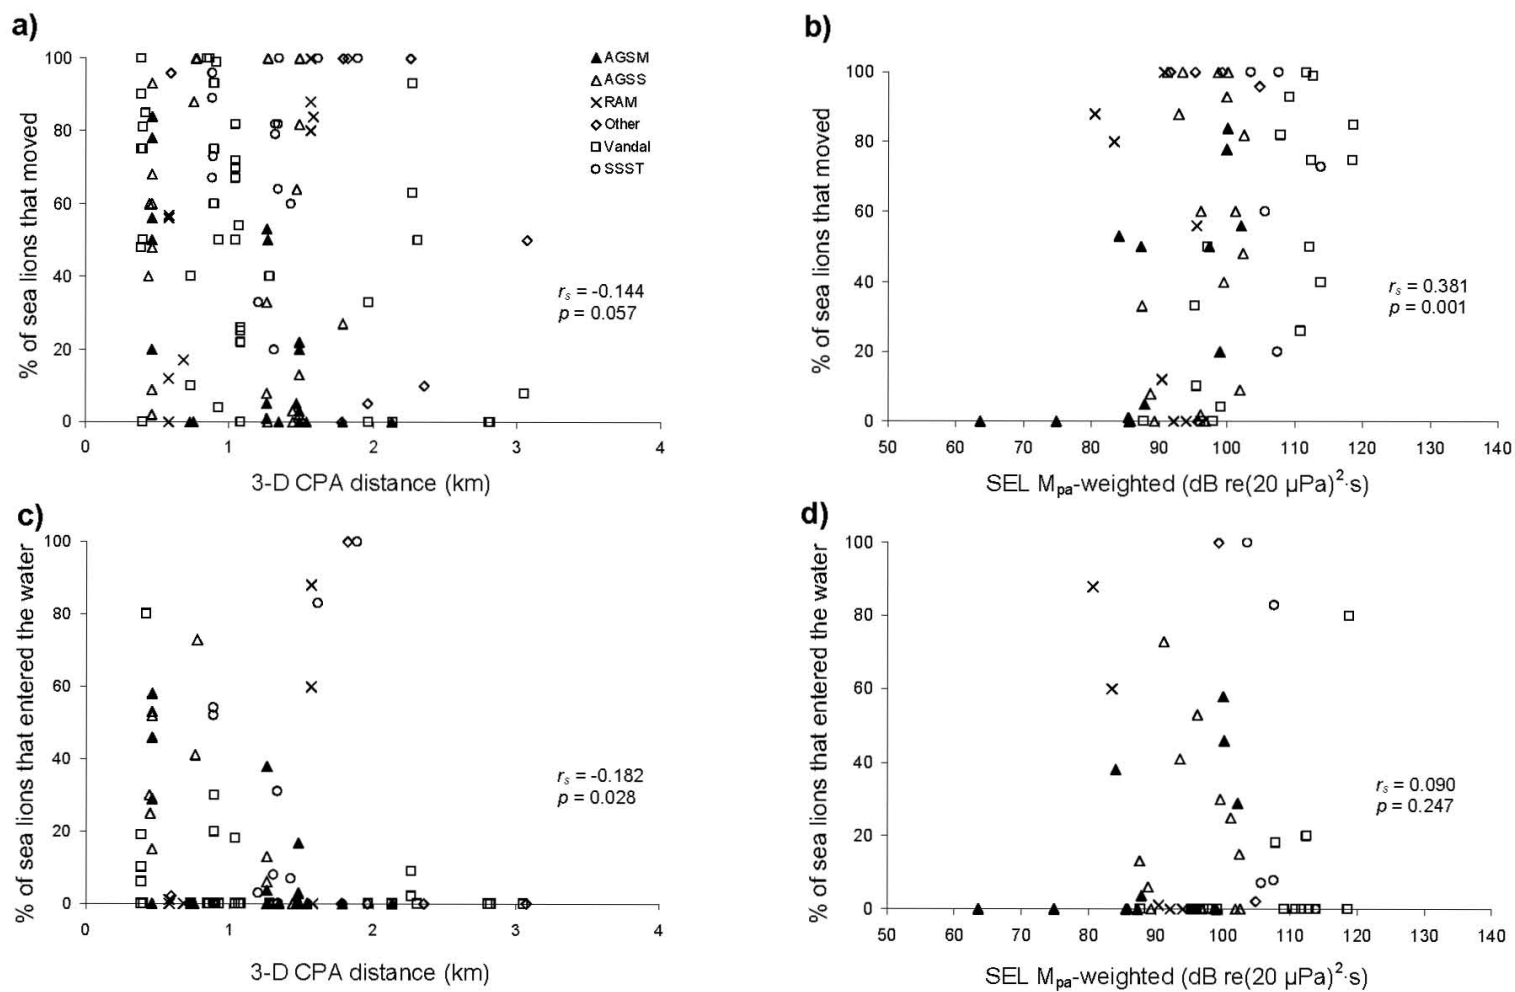 a)
% of sea lions that moved
100
80
60
40
20
0
0 1 2 3 4
3-D CPA distance (km)
AGSM
AGSS
RAM
Other
Vandal
SSST
r_s = -0.144
p = 0.057
b)
% of sea lions that moved
100
80
60
40
20
0
50 60 70 80 90 100 110 120 130 140
SEL M_pa-weighted (dB re(20 µPa)²·s)
r_s = 0.381
p = 0.001
c)
% of sea lions that entered the water
100
80
60
40
20
0
0 1 2 3 4
3-D CPA distance (km)
r_s = -0.182
p = 0.028
d)
% of sea lions that entered the water
100
80
60
40
20
0
50 60 70 80 90 100 110 120 130 140
SEL M_pa-weighted (dB re(20 µPa)²·s)
r_s = 0.090
p = 0.247